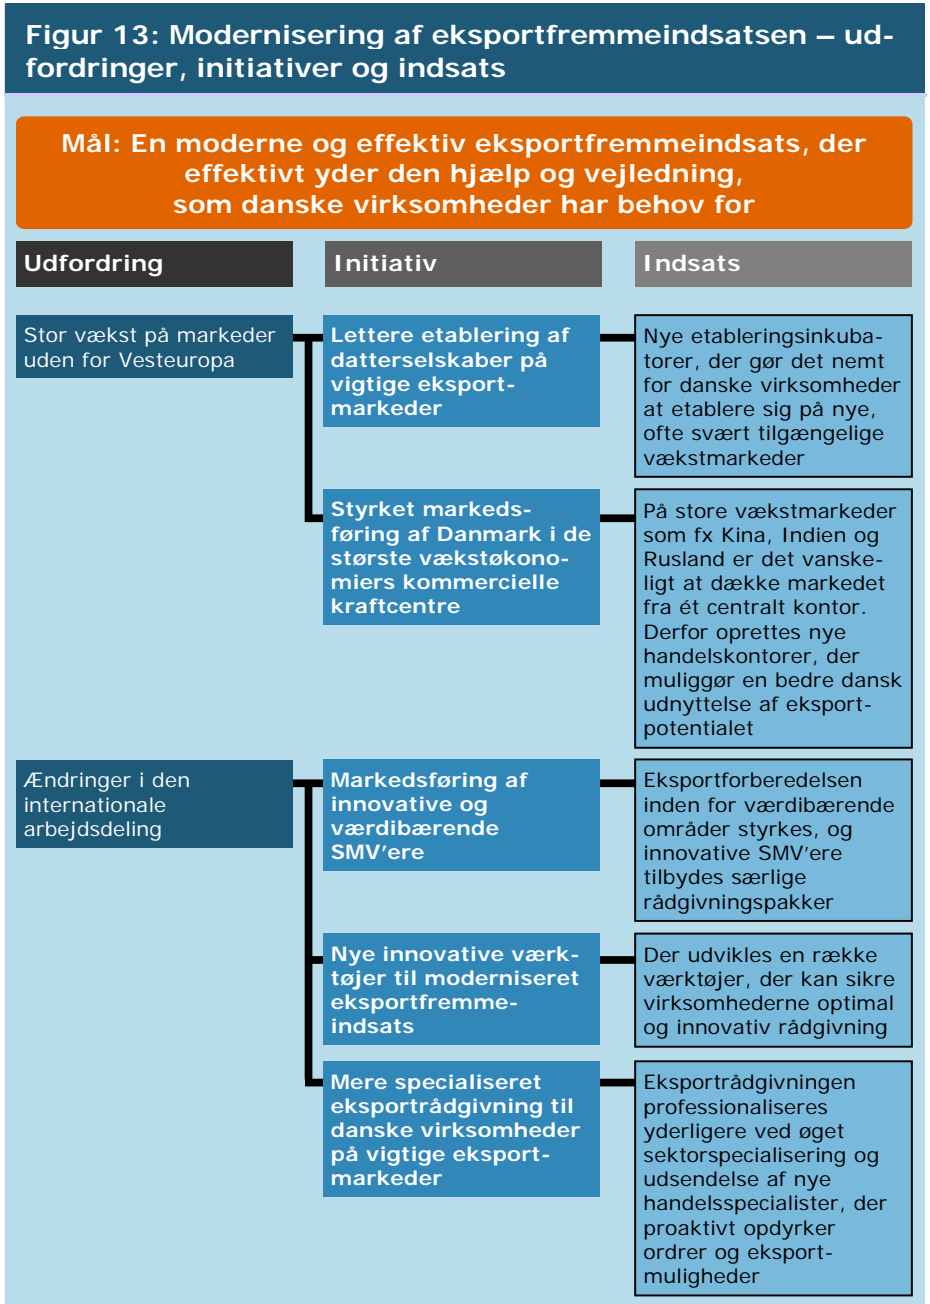 Figur 13: Modernisering af eksportfremmeindsatsen – ud-
fordringer, initiativer og indsats
Mål: En moderne og effektiv eksportfremmeindsats, der
effektivt yder den hjælp og vejledning,
som danske virksomheder har behov for
Udfordring
Initiativ
Indsats
Stor vækst på markeder
uden for Vesteuropa
Lettere etablering af
datterselskaber på
vigtige eksport-
markeder
Nye etableringsinkuba-
torer, der gør det nemt
for danske virksomheder
at etablere sig på nye,
ofte svært tilgængelige
vækstmarkeder
Styrket markeds-
føring af Danmark i de
største vækstøkono-
miers kommercielle
kraftcentre
På store vækstmarkeder
som fx Kina, Indien og
Rusland er det vanske-
ligt at dække markedet
fra ét centralt kontor.
Derfor oprettes nye
handelskontorer, der
muliggør en bedre dansk
udnyttelse af eksport-
potentialet
Ændringer i den
internationale
arbejdsdeling
Markedsføring af
innovative og
værdibærende
SMV'ere
Eksportforberedelsen
inden for værdibærende
områder styrkes, og
innovative SMV'ere
tilbydes særlige
rådgivningspakker
Nye innovative værk-
tøjer til moderniseret
eksportfremme-
indsats
Der udvikles en række
værktøjer, der kan sikre
virksomhederne optimal
og innovativ rådgivning
Mere specialiseret
eksportrådgivning til
danske virksomheder
på vigtige eksport-
markeder
Eksportrådgivningen
professionaliseres
yderligere ved øget
sektorspecialisering og
udsendelse af nye
handelsspecialister, der
proaktivt opdyrker
ordrer og eksport-
muligheder